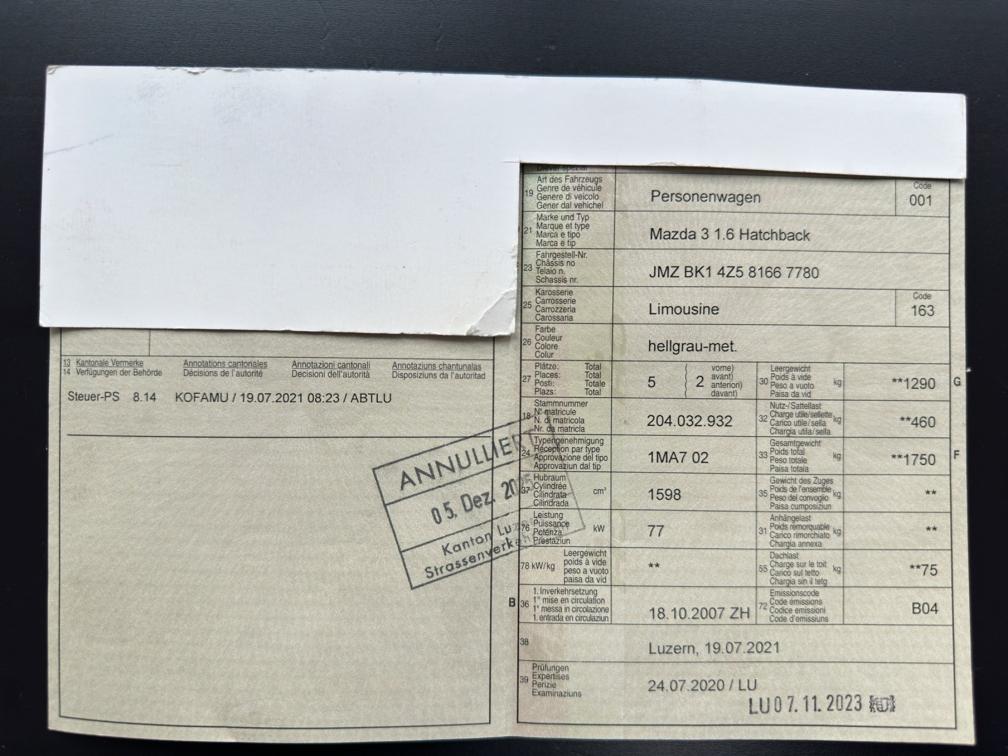 13 Kantonale Vermerke Annotations cantonales Annotazioni cantonali Annotaziuns chantunalas
14 Verfügungen der Behörde Décisions de l'autorité Decisioni dell'autorità Disposiziuns da l'autoritad
Steuer-PS 8.14 KOFAMU / 19.07.2021 08:23 / ABTLU
ANNULLIERT
05. Dez.
Kanton
19 Art des Fahrzeugs
Genre de véhicule
Genere di veicolo
Gener dal vehichel
Personenwagen
Code
001
21 Marke und Typ
Marque et type
Marca e tipo
Marca e tip
Mazda 3 1.6 Hatchback
23 Fahrgestell-Nr.
Châssis no
Telaio n.
Schassis nr.
JMZ BK1 4Z5 8166 7780
25 Karosserie
Carrosserie
Carrozzeria
Carossaria
Limousine
Code
163
26 Farbe
Couleur
Colore
Colur
hellgrau-met.
27 Plätze: Total vorne)
Places: Total avant)
Posti: Totale anteriori)
Plazs: Total davant)
5 ( 2
30 Leergewicht
Poids à vide
Peso a vuoto
Paisa da vid
kg
**1290 G
18 Stammnummer
N° matricule
N. di matricola
Nr. da matricla
204.032.932
32 Nutz-/Sattellast
Charge utile/sellette
Carico utile/sella
Chargia utila/sella
kg
**460
24 Typengenehmigung
Réception par type
Approvazione del tipo
Approvaziun dal tip
1MA7 02
33 Gesamtgewicht
Poids total
Peso totale
Paisa totala
kg
**1750 F
37 Hubraum
Cylindrée
Cilindrata
Cilindrada
cm³
1598
35 Gewicht des Zuges
Poids de l'ensemble
Peso del convoglio
Paisa cumposiziun
kg
**
76 Leistung
Puissance
Potenza
Prestaziun
kW
77
31 Anhängelast
Poids remorquable
Carico rimorchiato
Chargia annexa
kg
**
78 kW/kg Leergewicht
poids à vide
peso a vuoto
paisa da vid
**
55 Dachlast
Charge sur le toit
Carico sul tetto
Chargia sin il tetg
kg
**75
B 36 1. Inverkehrsetzung
1re mise en circulation
1a messa in circolazione
1. entrada en circulaziun
18.10.2007 ZH
72 Emissionscode
Code émissions
Codice emissioni
Code d'emissiuns
B04
38 Luzern, 19.07.2021
39 Prüfungen
Expertises
Perizie
Examinaziuns
24.07.2020 / LU
LU 07.11.2023